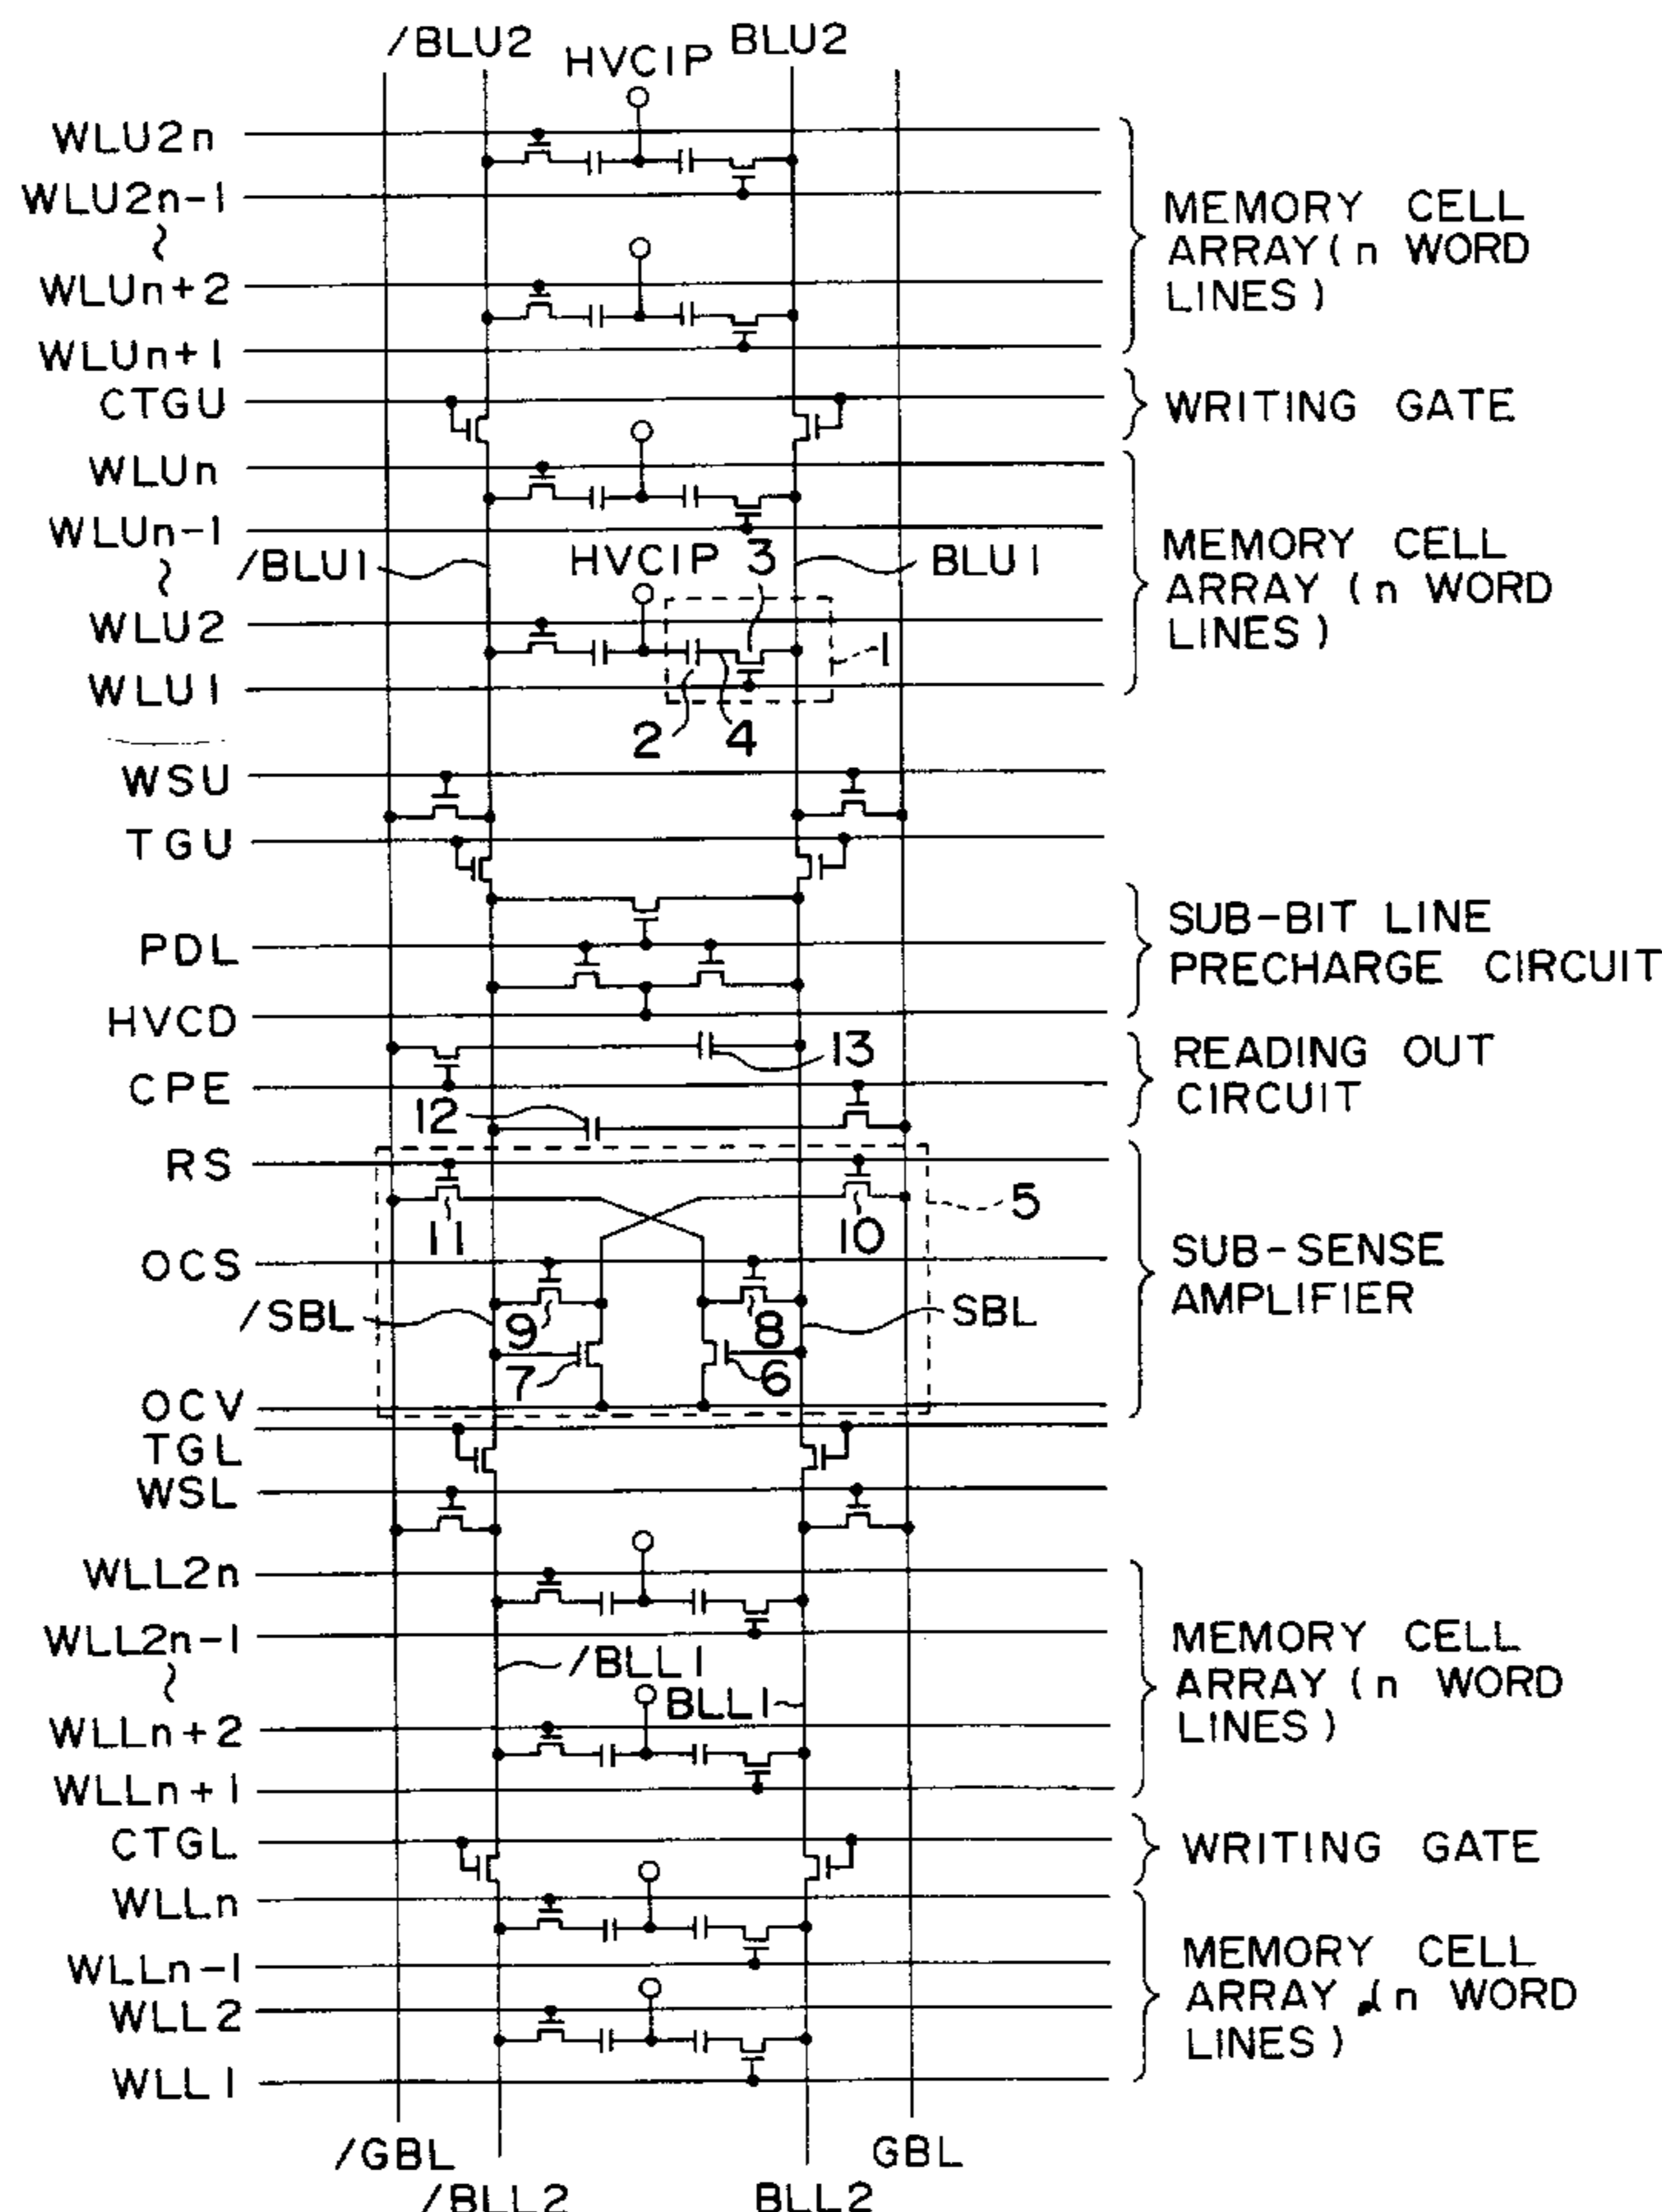 /BLU2
HVCIP
BLU2
WLU2n
WLU2n-1
WLUn+2
WLUn+1
MEMORY CELL
ARRAY(n WORD
LINES)
CTGU
WRITING GATE
WLUn
WLUn-1
/BLU1
HVCIP
3
BLU1
WLU2
WLU1
MEMORY CELL
ARRAY (n WORD
LINES)
1
2
4
WSU
TGU
PDL
HVCD
SUB-BIT LINE
PRECHARGE CIRCUIT
13
CPE
12
READING OUT
CIRCUIT
RS
11
10
5
OCS
/SBL
9
8
SBL
7
6
SUB-SENSE
AMPLIFIER
OCV
TGL
WSL
WLL2n
WLL2n-1
/BLL1
BLL1
WLLn+2
WLLn+1
MEMORY CELL
ARRAY (n WORD
LINES)
CTGL
WRITING GATE
WLLn
WLLn-1
WLL2
WLL1
MEMORY CELL
ARRAY (n WORD
LINES)
/GBL
GBL
/BLL2
BLL2